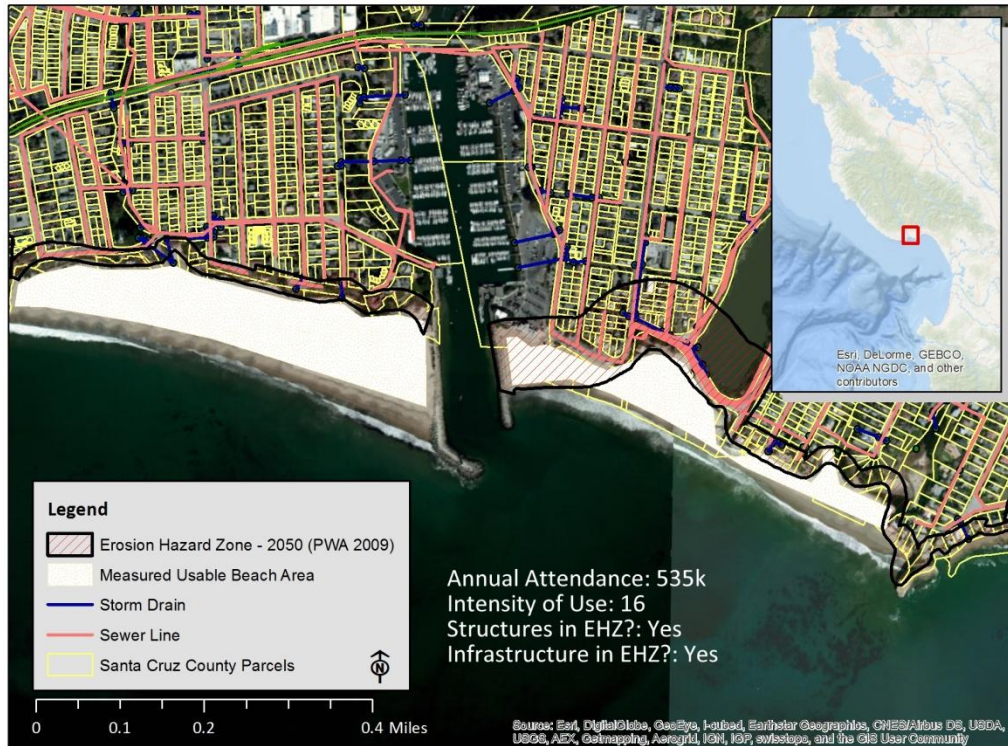 Esri, DeLorme, GEBCO,
NOAA NGDC, and other
contributors
Legend
Erosion Hazard Zone - 2050 (PWA 2009)
Measured Usable Beach Area
Storm Drain
Sewer Line
Santa Cruz County Parcels
N
0 0.1 0.2 0.4 Miles
Annual Attendance: 535k
Intensity of Use: 16
Structures in EHZ?: Yes
Infrastructure in EHZ?: Yes
Source: Esri, DigitalGlobe, GeoEye, i-cubed, Earthstar Geographics, CNES/Airbus DS, USDA,
USGS, AEX, Getmapping, Aerogrid, IGN, IGP, swisstopo, and the GIS User Community